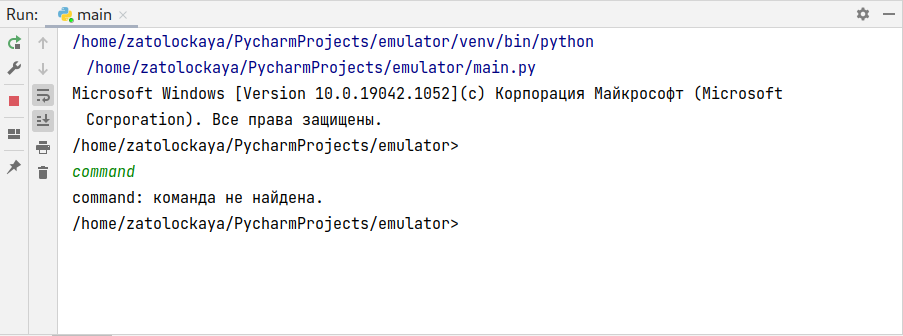 Run: main
/home/zatolockaya/PycharmProjects/emulator/venv/bin/python
/home/zatolockaya/PycharmProjects/emulator/main.py
Microsoft Windows [Version 10.0.19042.1052](c) Корпорация Майкрософт (Microsoft
Corporation). Все права защищены.
/home/zatolockaya/PycharmProjects/emulator>
command
command: команда не найдена.
/home/zatolockaya/PycharmProjects/emulator>